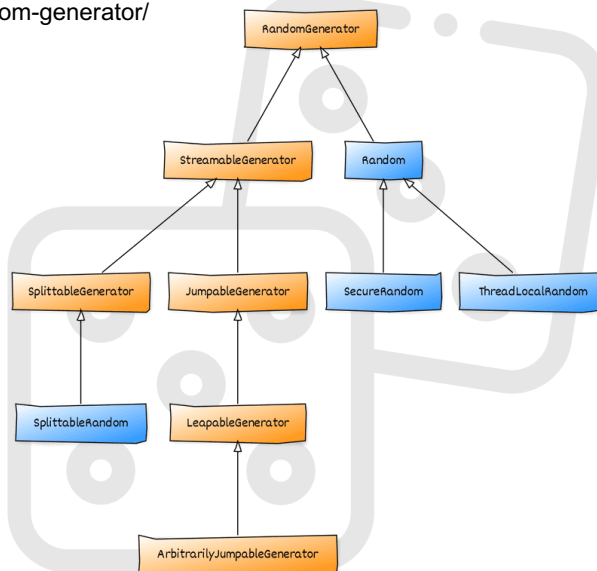 om-generator/
RandomGenerator
StreamableGenerator
Random
SplittableGenerator
JumpableGenerator
SecureRandom
ThreadLocalRandom
SplittableRandom
LeapableGenerator
ArbitrarilyJumpableGenerator